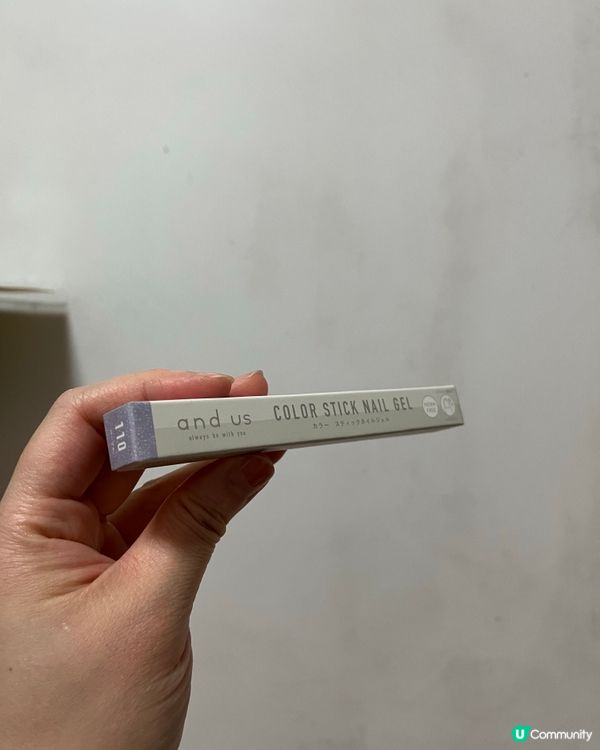 110
and us
always be with you
COLOR STICK NAIL GEL
カラー スティックネイルジェル
FREE
U Community